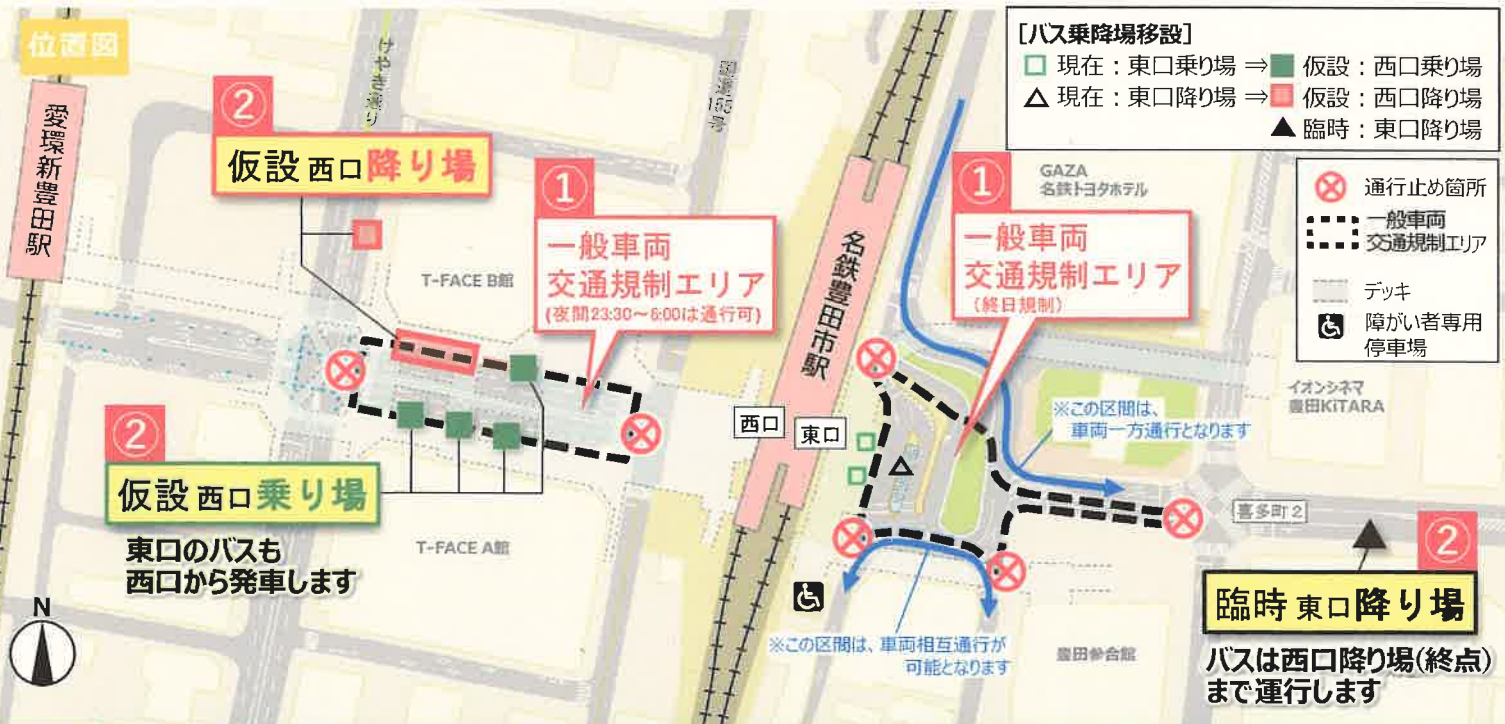 位置図
[バス乗降場移設]
現在：東口乗り場 ⇒ 仮設：西口乗り場
現在：東口降り場 ⇒ 仮設：西口降り場
臨時：東口降り場
通行止め箇所
一般車両
交通規制エリア
デッキ
障がい者専用
停車場
愛環新豊田駅
けやき通り
国道155号
②
仮設 西口降り場
①
一般車両
交通規制エリア
(夜間23:30～6:00は通行可)
T-FACE B館
名鉄豊田市駅
GAZA
名鉄トヨタホテル
①
一般車両
交通規制エリア
(終日規制)
イオンシネマ
豊田KiTARA
※この区間は、
車両一方通行となります
西口
東口
②
仮設 西口乗り場
東口のバスも
西口から発車します
T-FACE A館
喜多町2
②
臨時 東口降り場
バスは西口降り場(終点)
まで運行します
※この区間は、車両相互通行が
可能となります
豊田参合館
N